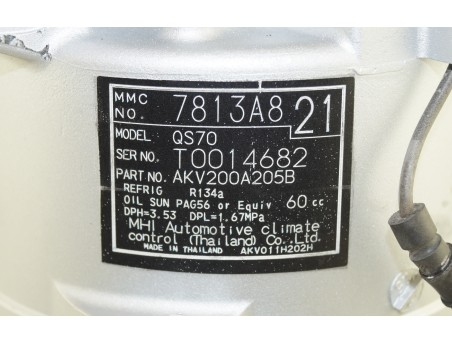 MMC NO. 7813A8 21
MODEL QS70
SER NO. T0014682
PART NO. AKV200A205B
REFRIG R134a
OIL SUN PAG56 or Equiv 60 cc
DPH=3.53 DPL=1.67MPa
MHI Automotive climate
control (Thailand) Co.,Ltd.
MADE IN THAILAND AKV011H202H